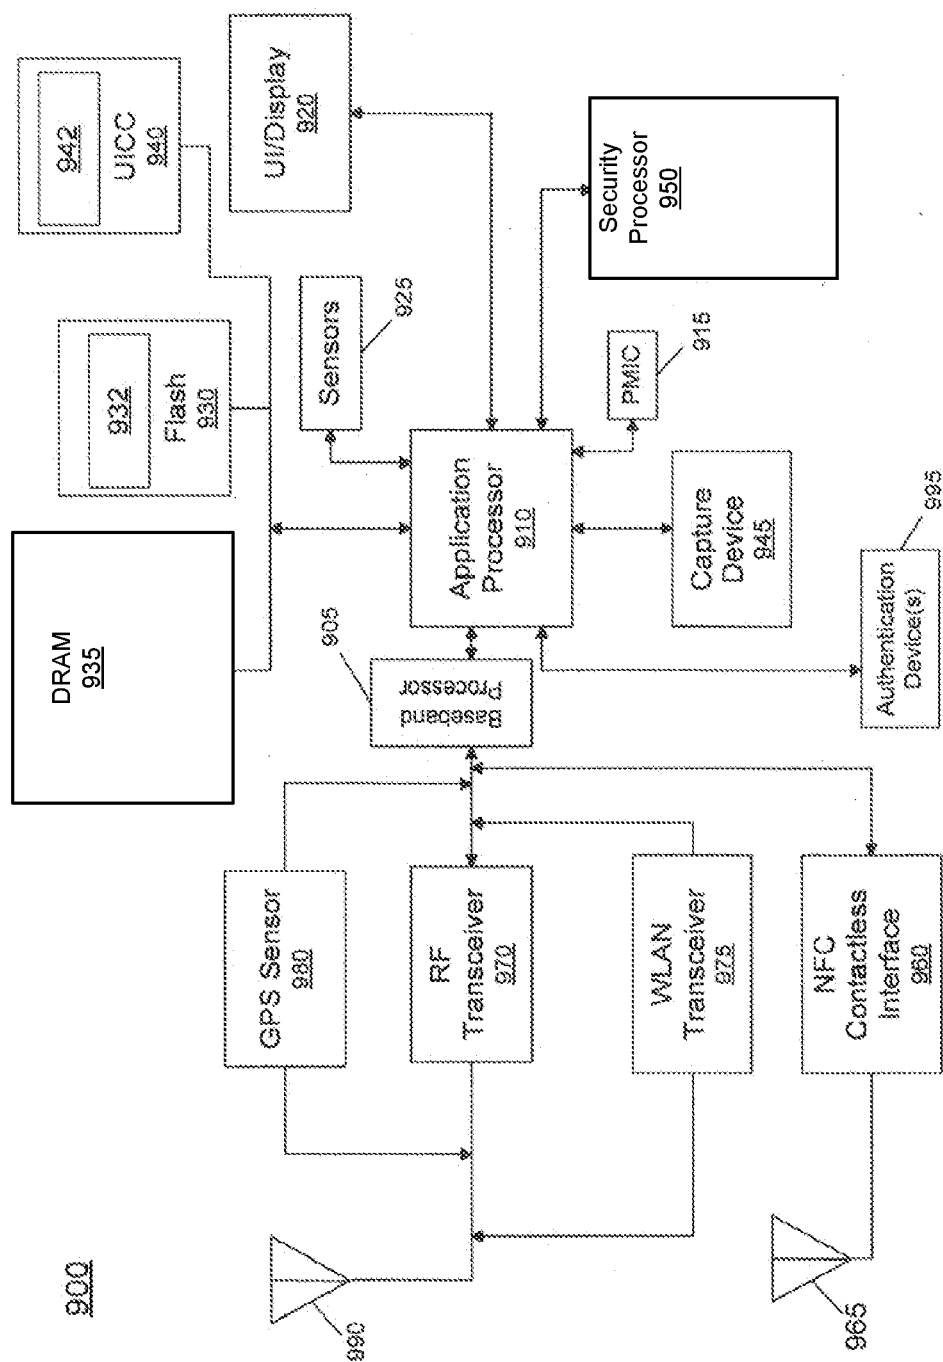 900
990
965
GPS Sensor
980
RF
Transceiver
970
WLAN
Transceiver
975
NFC
Contactless
Interface
960
DRAM
935
905
Baseband
Processor
Application
Processor
910
932
Flash
930
942
UICC
940
Sensors
925
UI/Display
920
Security
Processor
950
PMIC
915
Capture
Device
945
Authentication
Device(s)
995